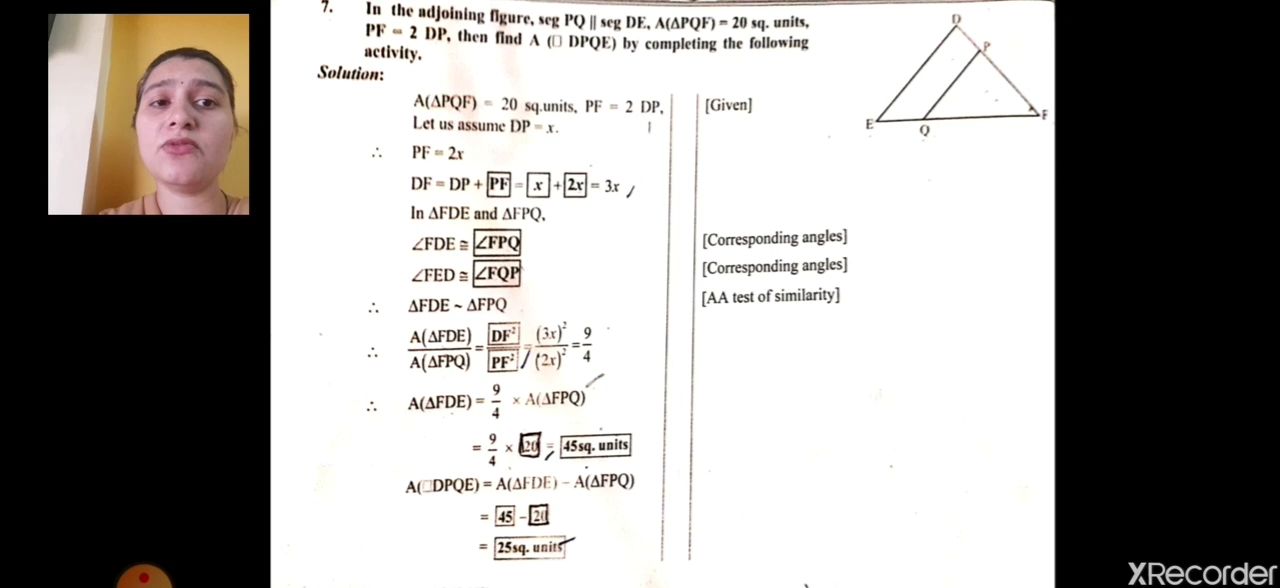 7. In the adjoining figure, seg PQ || seg DE, A(ΔPQF) = 20 sq. units,
PF = 2 DP, then find A (□ DPQE) by completing the following
activity.
Solution:
A(ΔPQF) = 20 sq.units, PF = 2 DP, [Given]
Let us assume DP = x.
∴ PF = 2x
DF = DP + PF = x + 2x = 3x
In ΔFDE and ΔFPQ,
∠FDE ≅ ∠FPQ [Corresponding angles]
∠FED ≅ ∠FQP [Corresponding angles]
∴ ΔFDE ~ ΔFPQ [AA test of similarity]
∴ A(ΔFDE)/A(ΔFPQ) = DF²/PF² = (3x)²/(2x)² = 9/4
∴ A(ΔFDE) = 9/4 × A(ΔFPQ)
= 9/4 × 20 = 45sq. units
A(□DPQE) = A(ΔFDE) – A(ΔFPQ)
= 45 – 20
= 25sq. units
D
P
E
Q
F
XRecorder